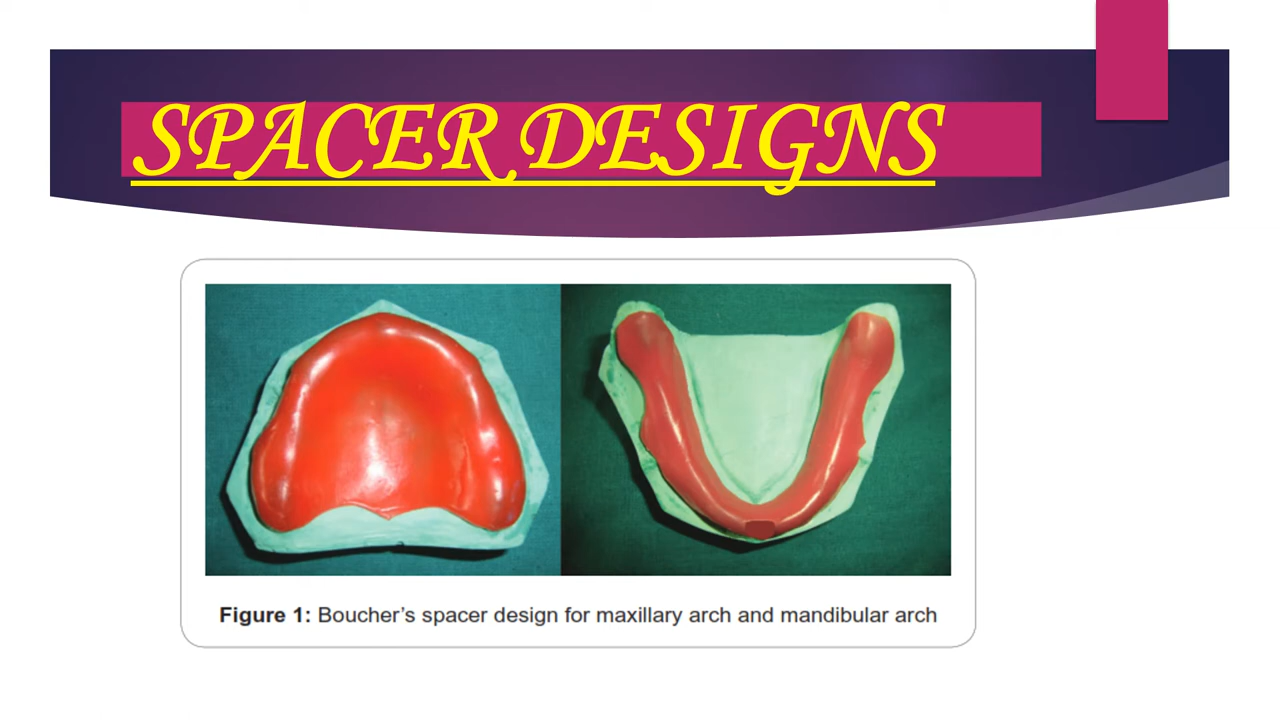 SPACER DESIGNS
Figure 1: Boucher’s spacer design for maxillary arch and mandibular arch